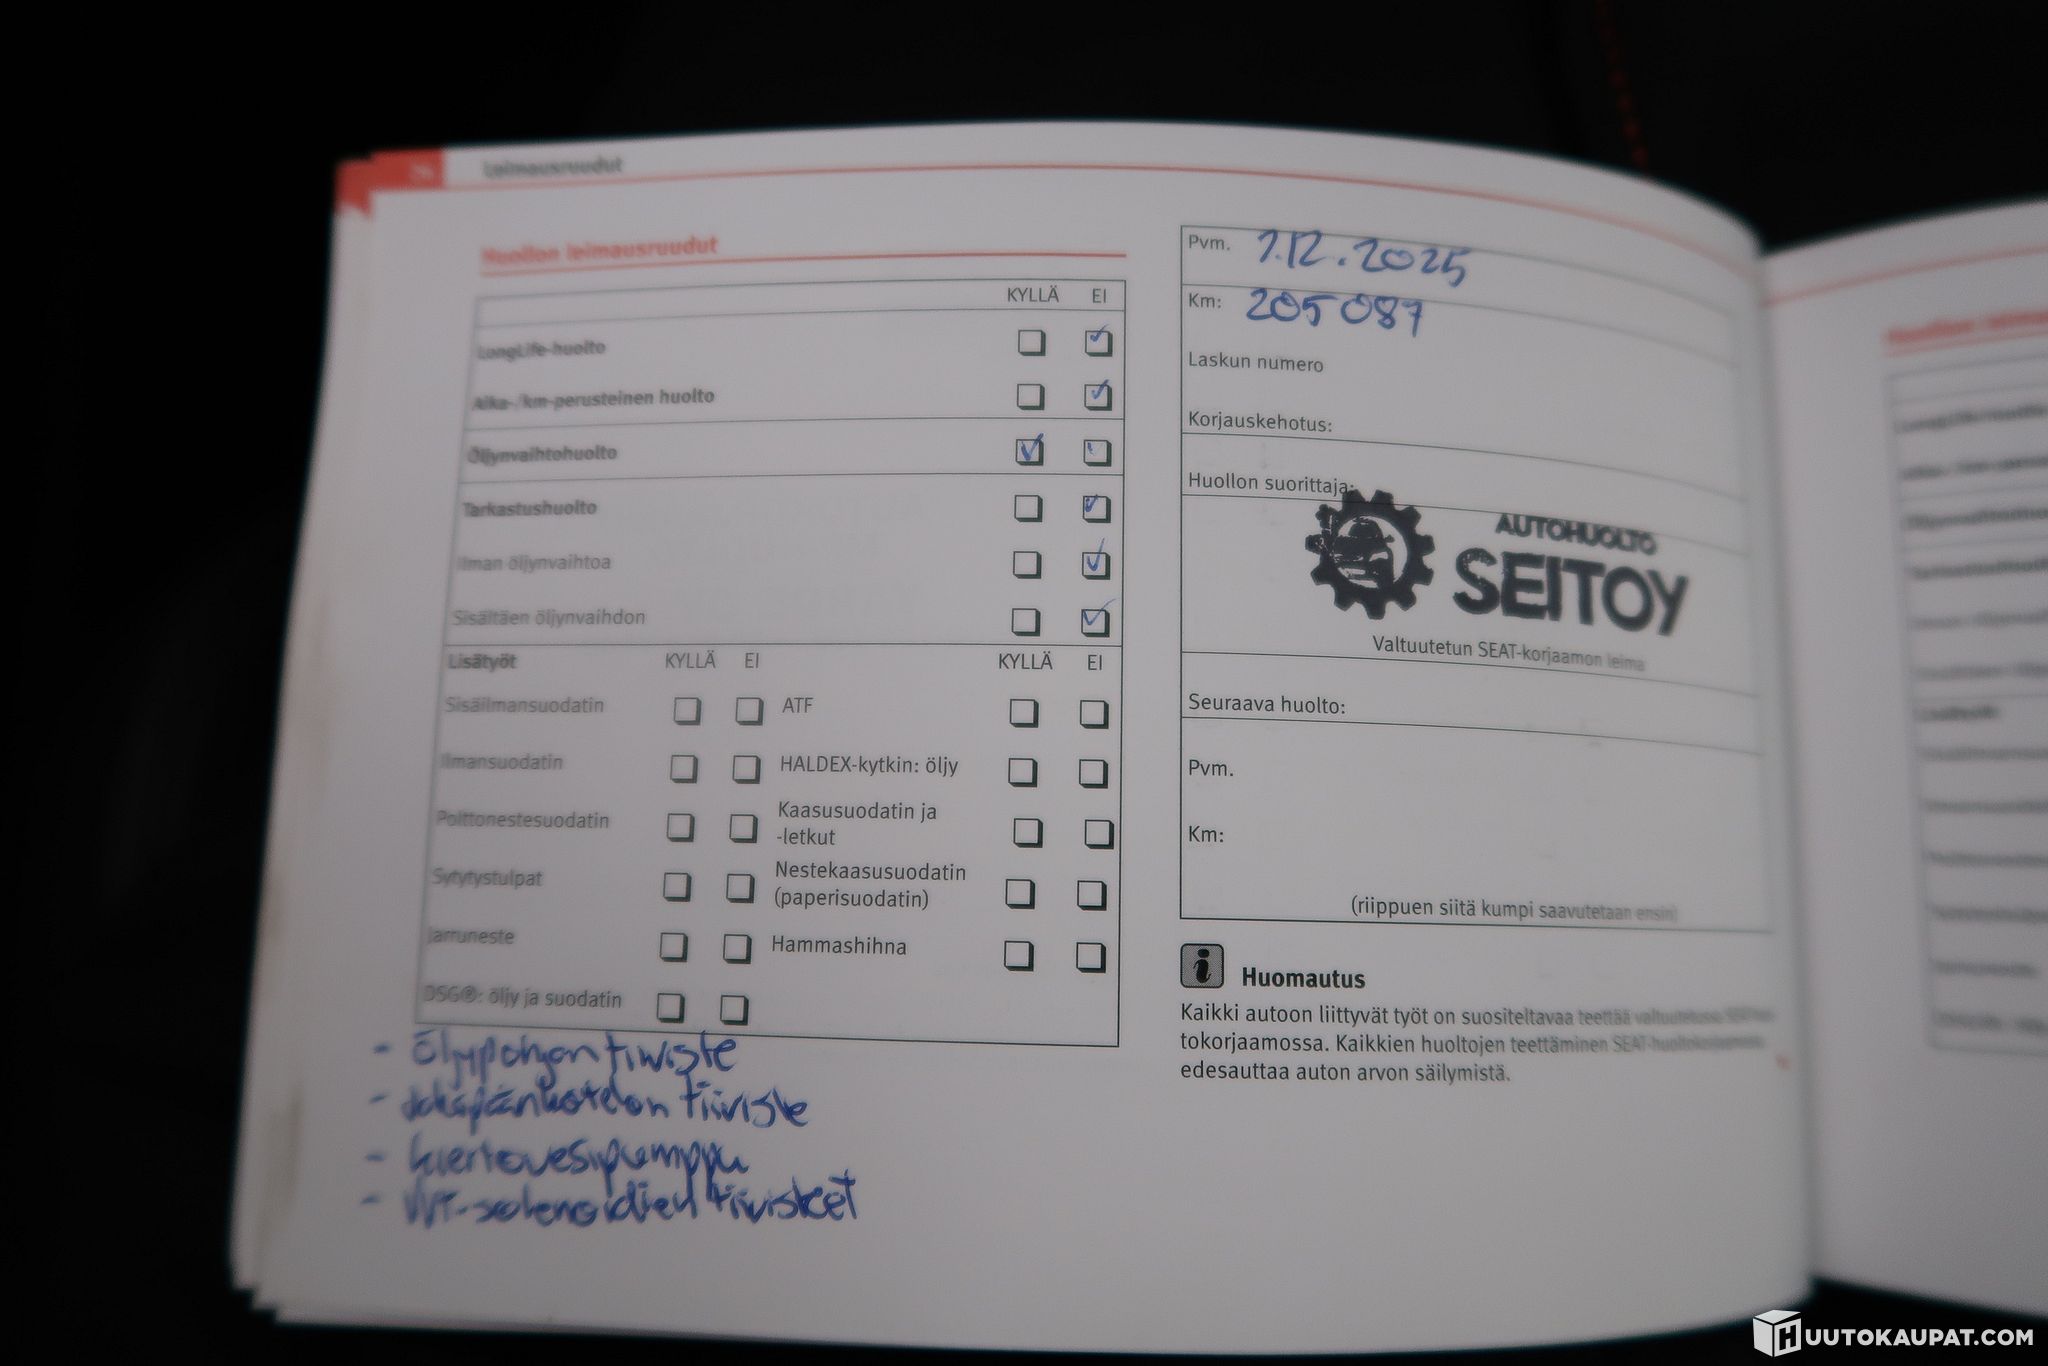 Leimausruudut
Huollon leimausruudut
KYLLÄ EI
LongLife-huolto
Aika-/km-perusteinen huolto
Öljynvaihtohuolto
Tarkastushuolto
Ilman öljynvaihtoa
Sisältäen öljynvaihdon
Lisätyöt KYLLÄ EI KYLLÄ EI
Sisäilmansuodatin ATF
Ilmansuodatin HALDEX-kytkin: öljy
Polttonestesuodatin Kaasusuodatin ja
-letkut
Sytytystulpat Nestekaasusuodatin
(paperisuodatin)
Jarruneste Hammashihna
DSG®: öljy ja suodatin
- Öljypohjan tiiviste
- Jakopäänkotelon tiiviste
- kiertovesipumppu
- VVT-solenoidien tiivisteet
Pvm. 1.12.2025
Km: 205087
Laskun numero
Korjauskehotus:
Huollon suorittaja:
AUTOHUOLTO
SEITOY
Valtuutetun SEAT-korjaamon leima
Seuraava huolto:
Pvm.
Km:
(riippuen siitä kumpi saavutetaan ensin)
i Huomautus
Kaikki autoon liittyvät työt on suositeltavaa teettää valtuutetussa
tokorjaamossa. Kaikkien huoltojen teettäminen
edesauttaa auton arvon säilymistä.
HUUTOKAUPAT.COM